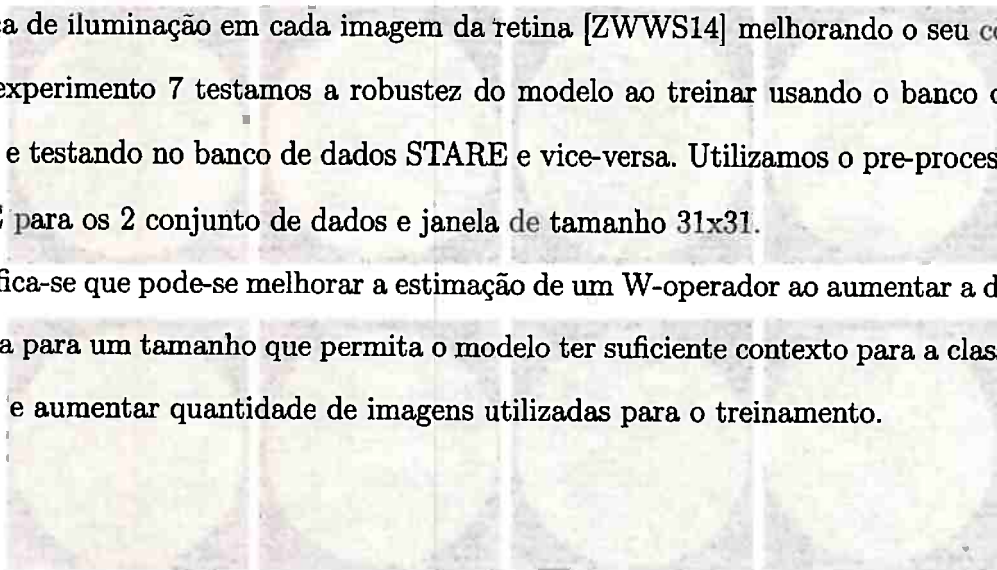 a de iluminação em cada imagem da retina [ZWWS14] melhorando o seu
experimento 7 testamos a robustez do modelo ao treinar usando o banco
e testando no banco de dados STARE e vice-versa. Utilizamos o pre-proces
para os 2 conjunto de dados e janela de tamanho 31x31.
fica-se que pode-se melhorar a estimação de um W-operador ao aumentar a d
a para um tamanho que permita o modelo ter suficiente contexto para a clas
e aumentar quantidade de imagens utilizadas para o treinamento.